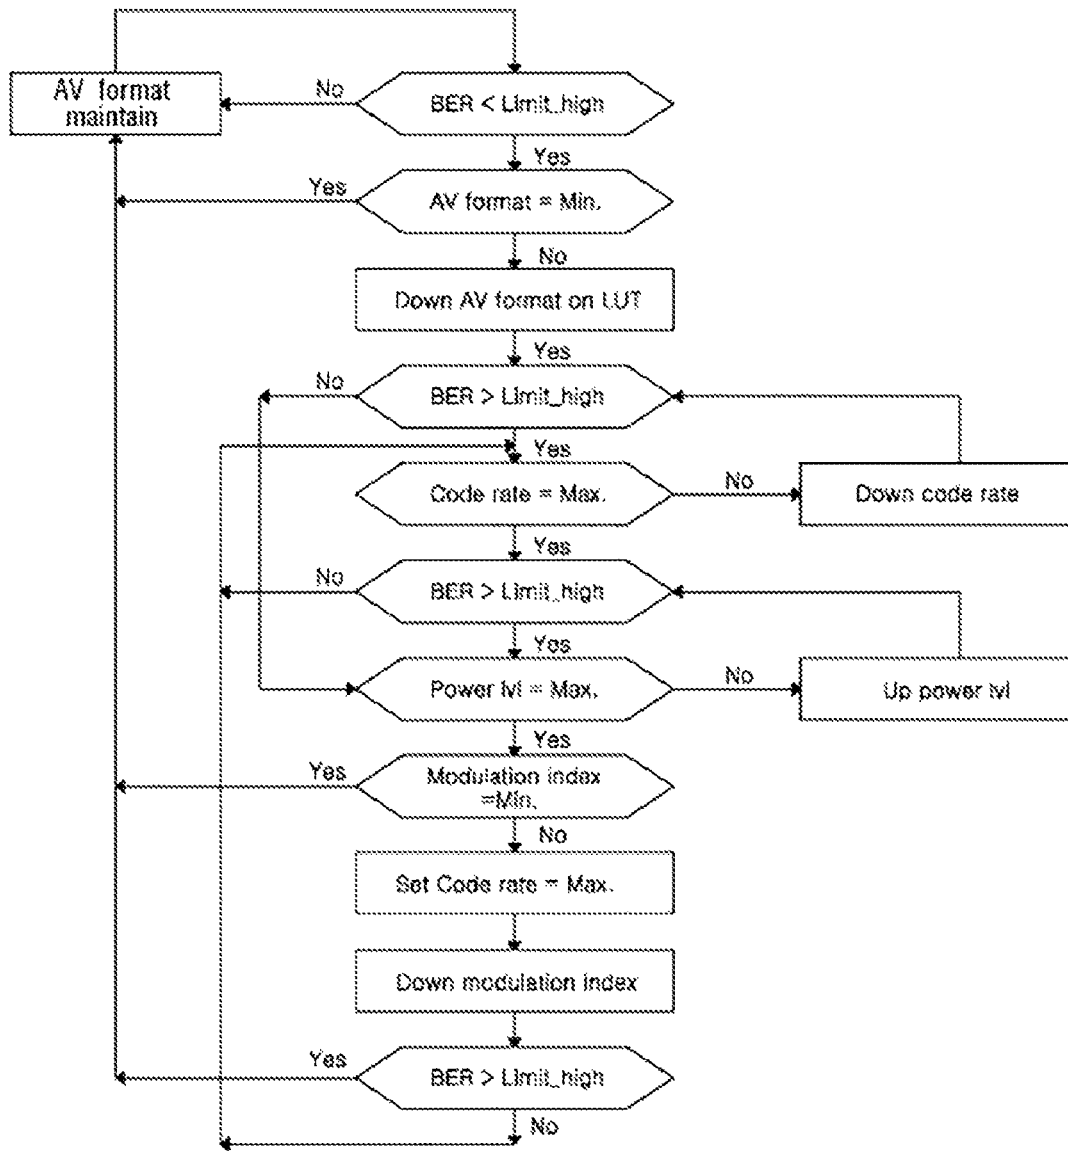 AV format
maintain
No
BER < Limit_high
Yes
Yes
AV format = Min.
No
Down AV format on LUT
Yes
No
BER > Limit_high
Yes
Code rate = Max.
No
Down code rate
Yes
No
BER > Limit_high
Yes
Power lvl = Max.
No
Up power lvl
Yes
Yes
Modulation index
=Min.
No
Set Code rate = Max.
Down modulation index
Yes
BER > Limit_high
No